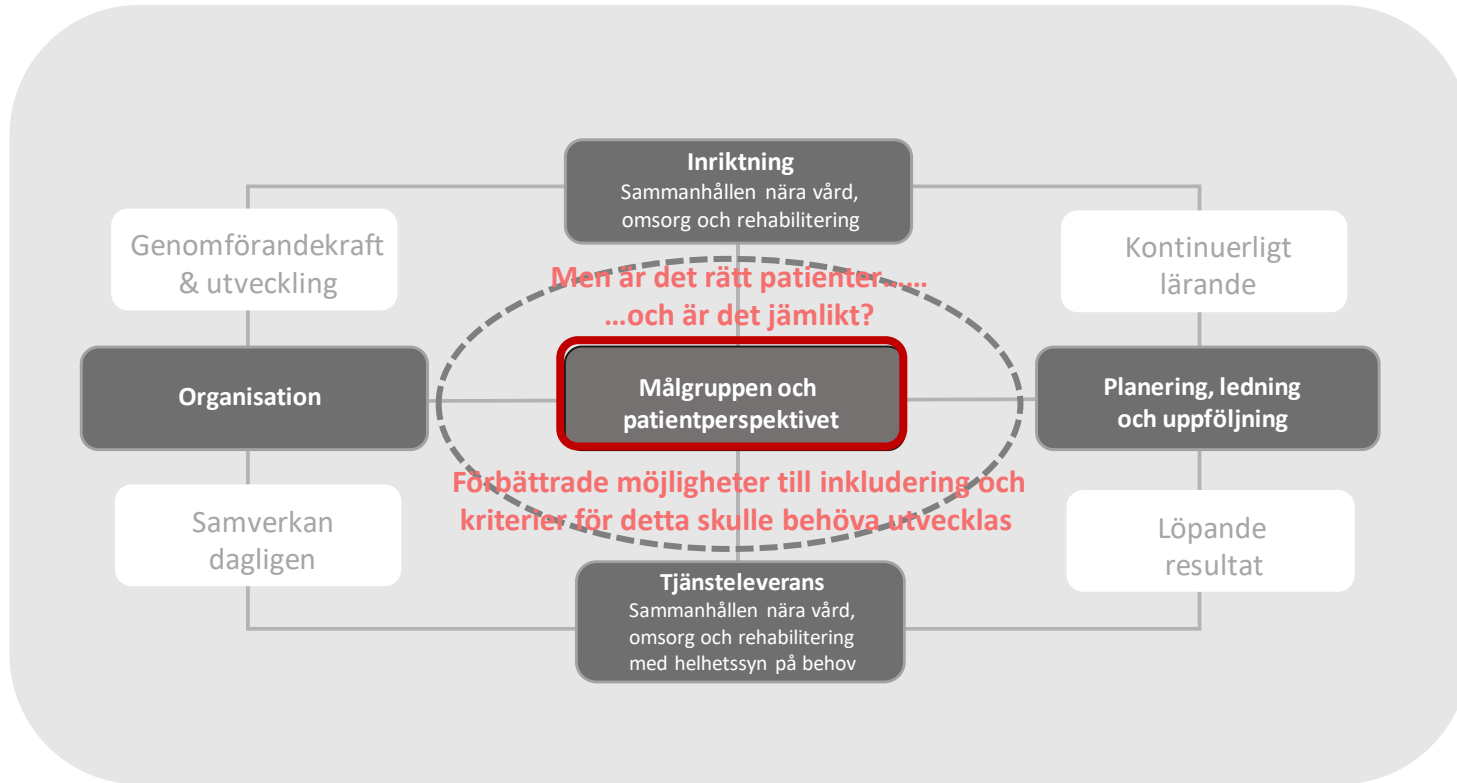 Inriktning
Sammanhållen nära vård,
omsorg och rehabilitering
Genomförandekraft
& utveckling
Kontinuerligt
lärande
Men är det rätt patienter……
…och är det jämlikt?
Organisation
Målgruppen och
patientperspektivet
Planering, ledning
och uppföljning
Förbättrade möjligheter till inkludering och
kriterier för detta skulle behöva utvecklas
Samverkan
dagligen
Löpande
resultat
Tjänsteleverans
Sammanhållen nära vård,
omsorg och rehabilitering
med helhetssyn på behov